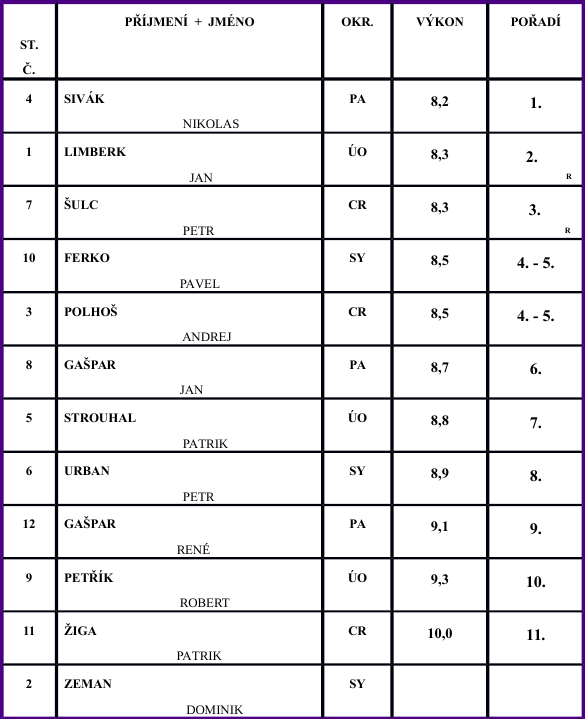 ST. Č. PŘÍJMENÍ + JMÉNO OKR. VÝKON POŘADÍ
4 SIVÁK PA 8,2 1.
NIKOLAS
1 LIMBERK ÚO 8,3 2.
JAN R
7 ŠULC CR 8,3 3.
PETR R
10 FERKO SY 8,5 4. - 5.
PAVEL
3 POLHOŠ CR 8,5 4. - 5.
ANDREJ
8 GAŠPAR PA 8,7 6.
JAN
5 STROUHAL ÚO 8,8 7.
PATRIK
6 URBAN SY 8,9 8.
PETR
12 GAŠPAR PA 9,1 9.
RENÉ
9 PETŘÍK ÚO 9,3 10.
ROBERT
11 ŽIGA CR 10,0 11.
PATRIK
2 ZEMAN SY
DOMINIK